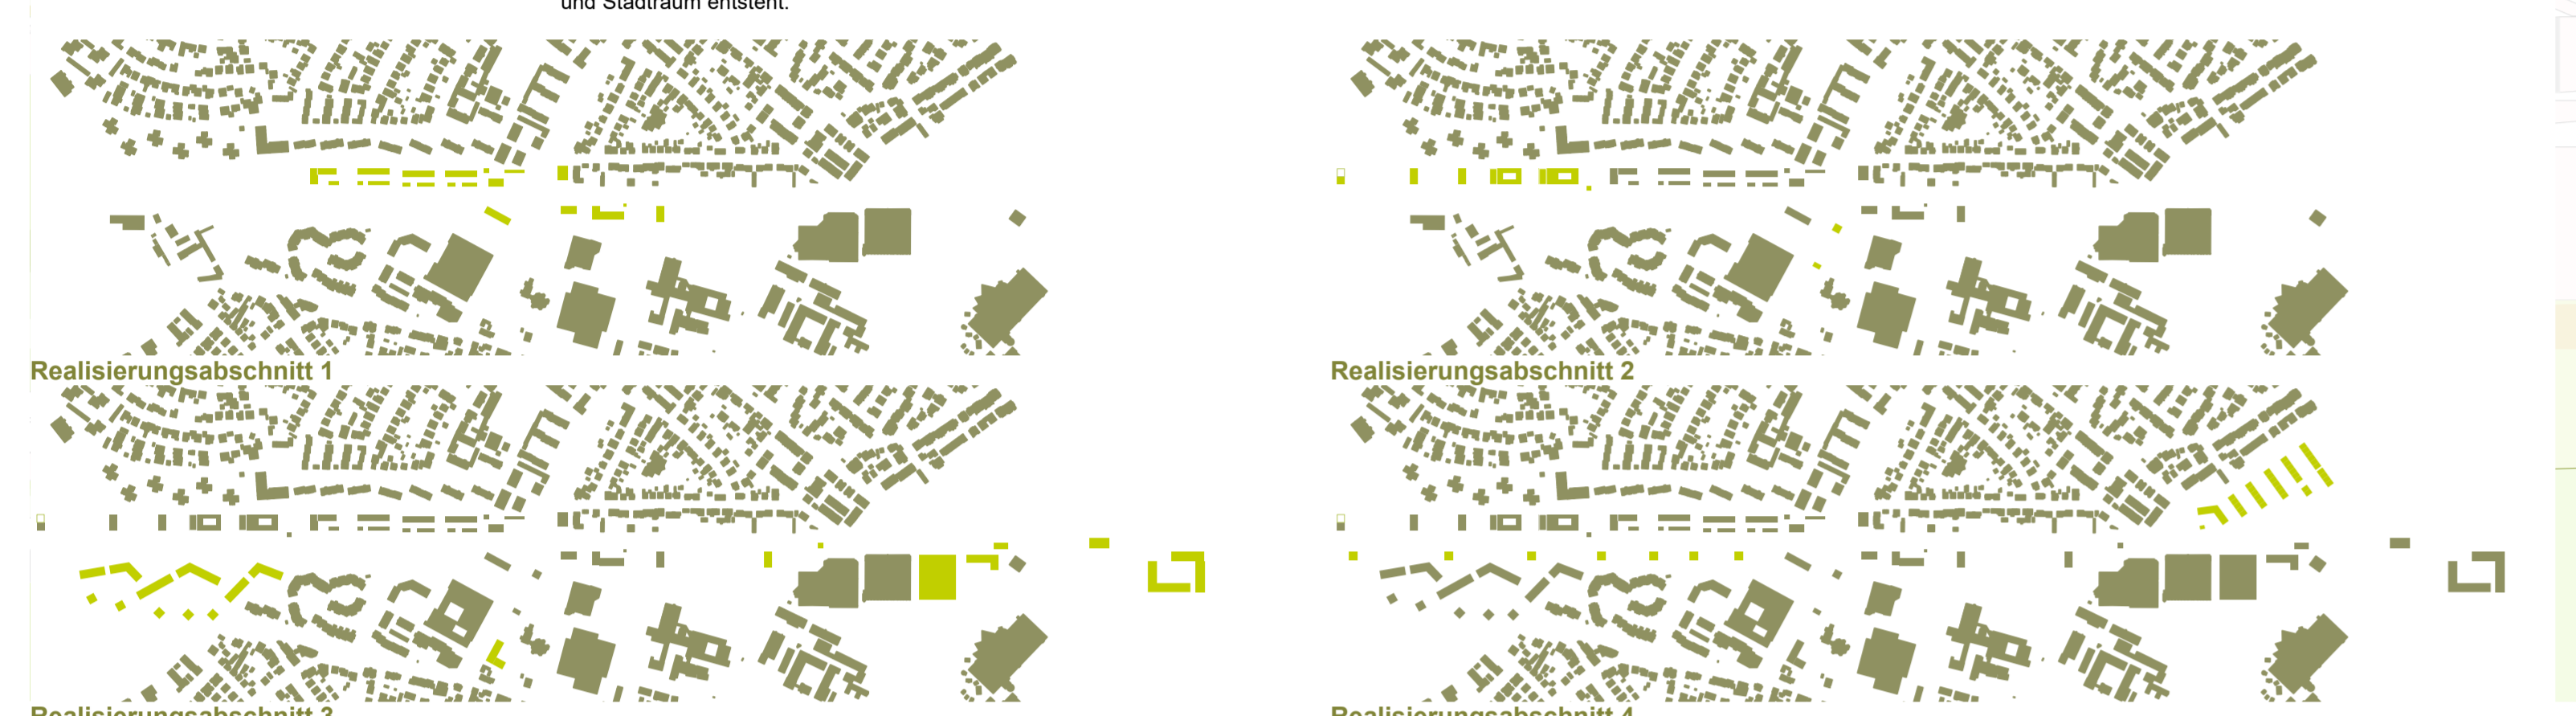 und Stadtraum entsteht.
Realisierungsabschnitt 1
Realisierungsabschnitt 2
Realisierungsabschnitt 3
Realisierungsabschnitt 4